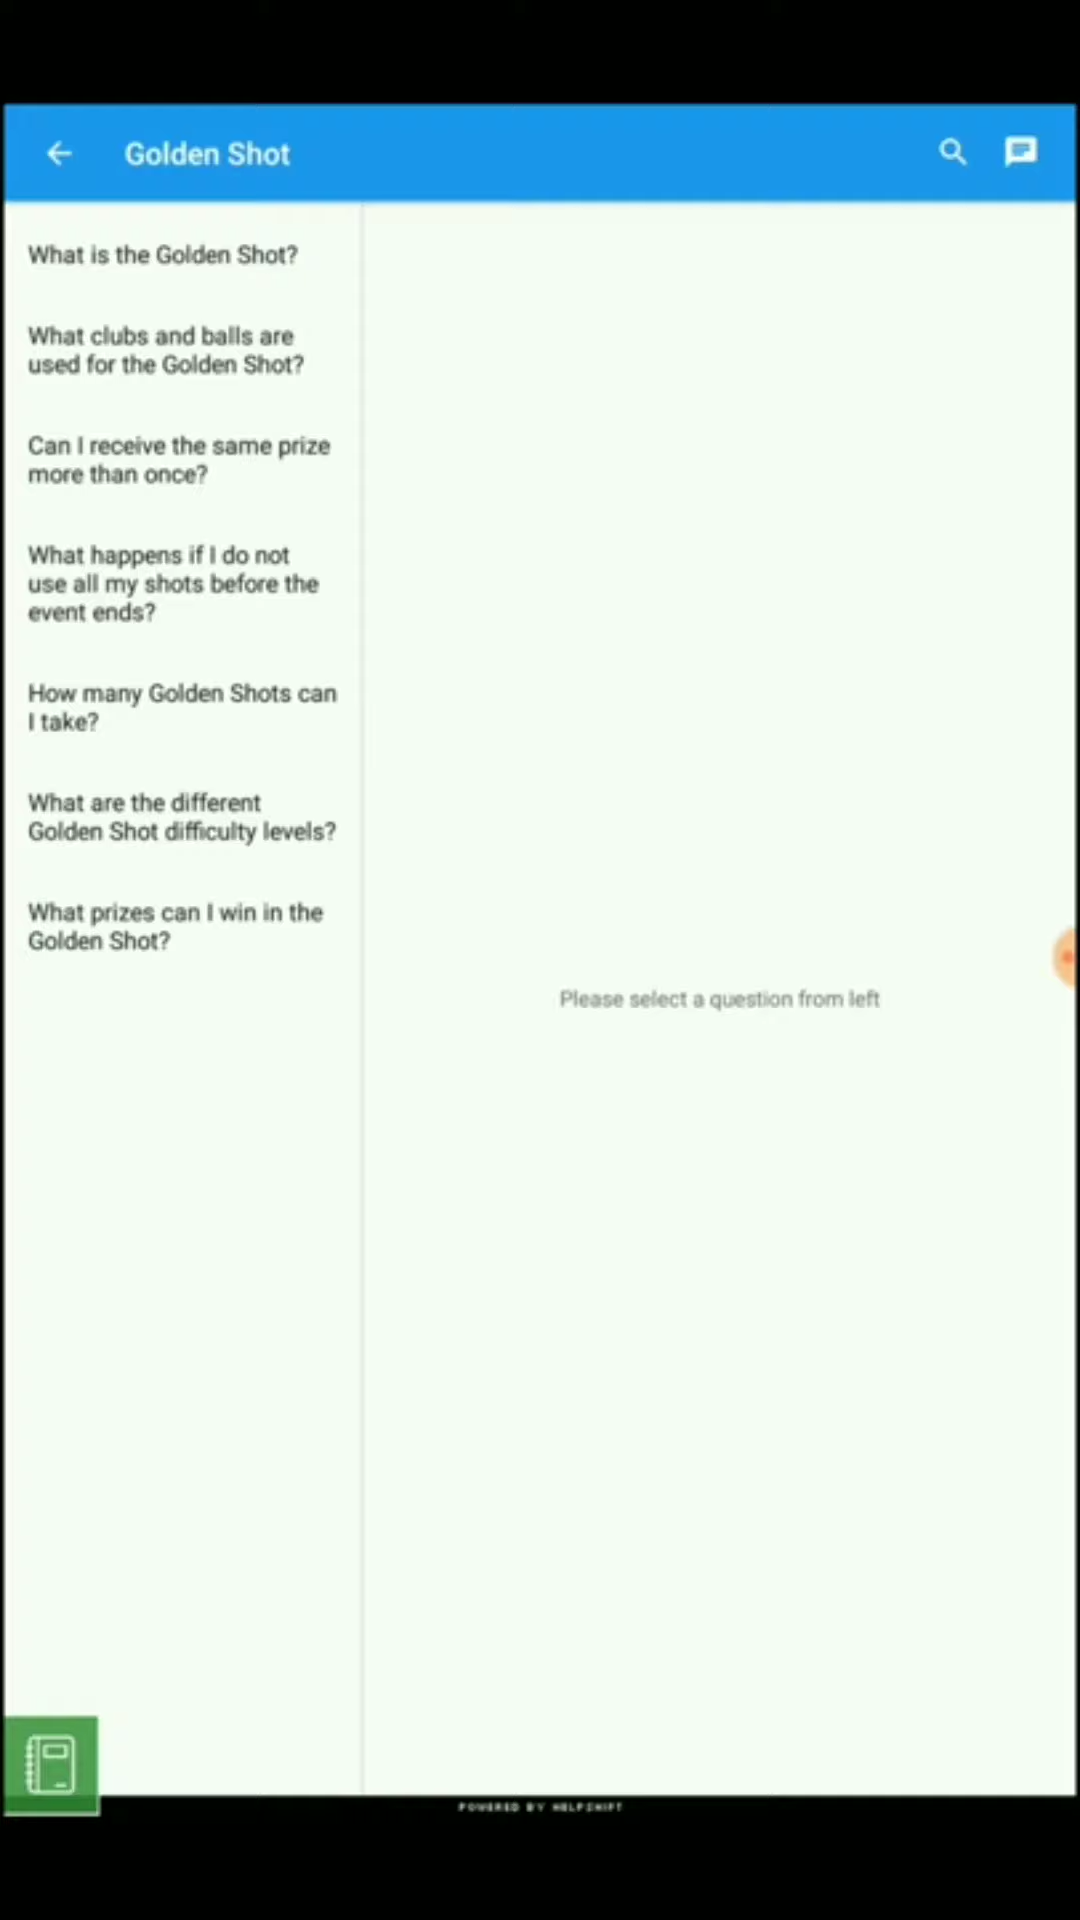 Golden Shot
What is the Golden Shot?
What clubs and balls are
used for the Golden Shot?
Can I receive the same prize
more than once?
What happens if I do not
use all my shots before the
event ends?
How many Golden Shots can
I take?
What are the different
Golden Shot difficulty levels?
What prizes can I win in the
Golden Shot?
Please select a question from left
POWERED BY HELPSHIFT